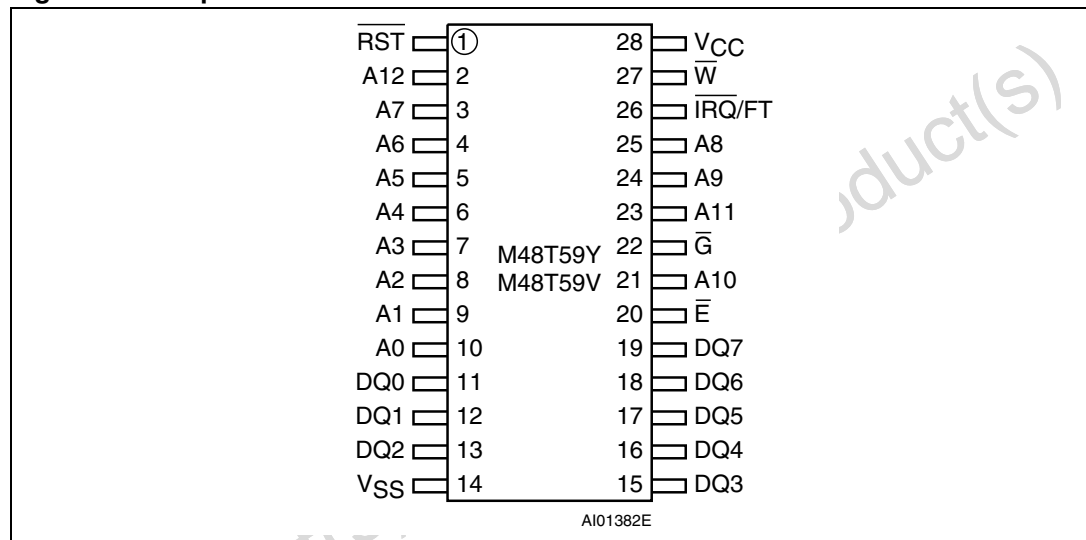 R̅S̅T̅ 1 28 VCC
A12 2 27 W̅
A7 3 26 I̅R̅Q̅/FT
A6 4 25 A8
A5 5 24 A9
A4 6 23 A11
A3 7 M48T59Y 22 G̅
A2 8 M48T59V 21 A10
A1 9 20 E̅
A0 10 19 DQ7
DQ0 11 18 DQ6
DQ1 12 17 DQ5
DQ2 13 16 DQ4
VSS 14 15 DQ3
AI01382E